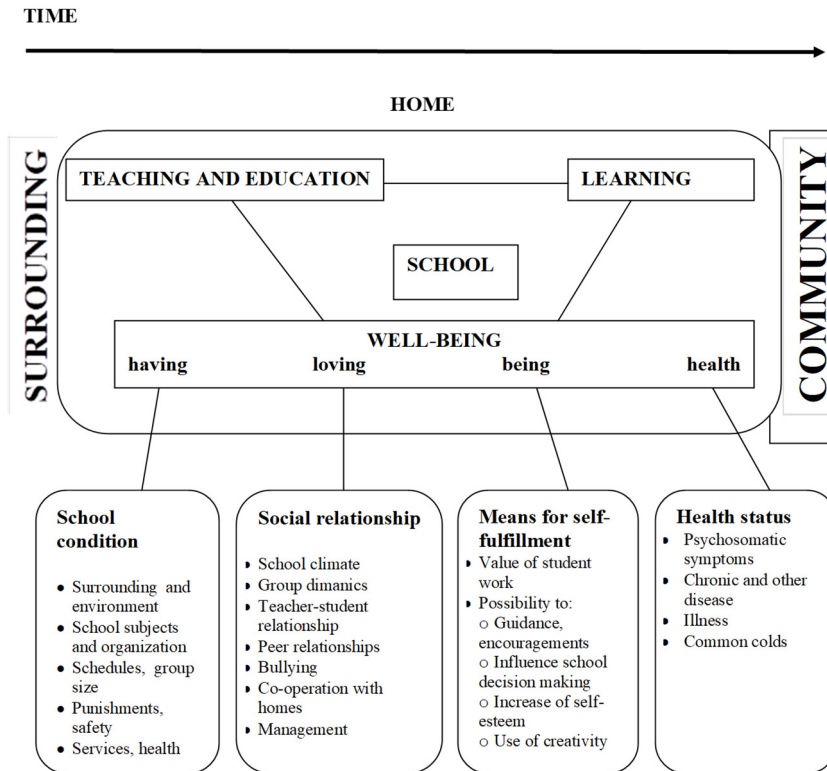 TIME
HOME
SURROUNDING
COMMUNITY
TEACHING AND EDUCATION
LEARNING
SCHOOL
WELL-BEING
having loving being health
School
condition
● Surrounding and
environment
● School subjects
and organization
● Schedules, group
size
● Punishments,
safety
● Services, health
Social relationship
◗ School climate
◗ Group dimanics
◗ Teacher-student
relationship
◗ Peer relationships
◗ Bullying
◗ Co-operation with
homes
◗ Management
Means for self-
fulfillment
◗ Value of student
work
◗ Possibility to:
○ Guidance,
encouragements
○ Influence school
decision making
○ Increase of self-
esteem
○ Use of creativity
Health status
◗ Psychosomatic
symptoms
◗ Chronic and other
disease
◗ Illness
◗ Common colds